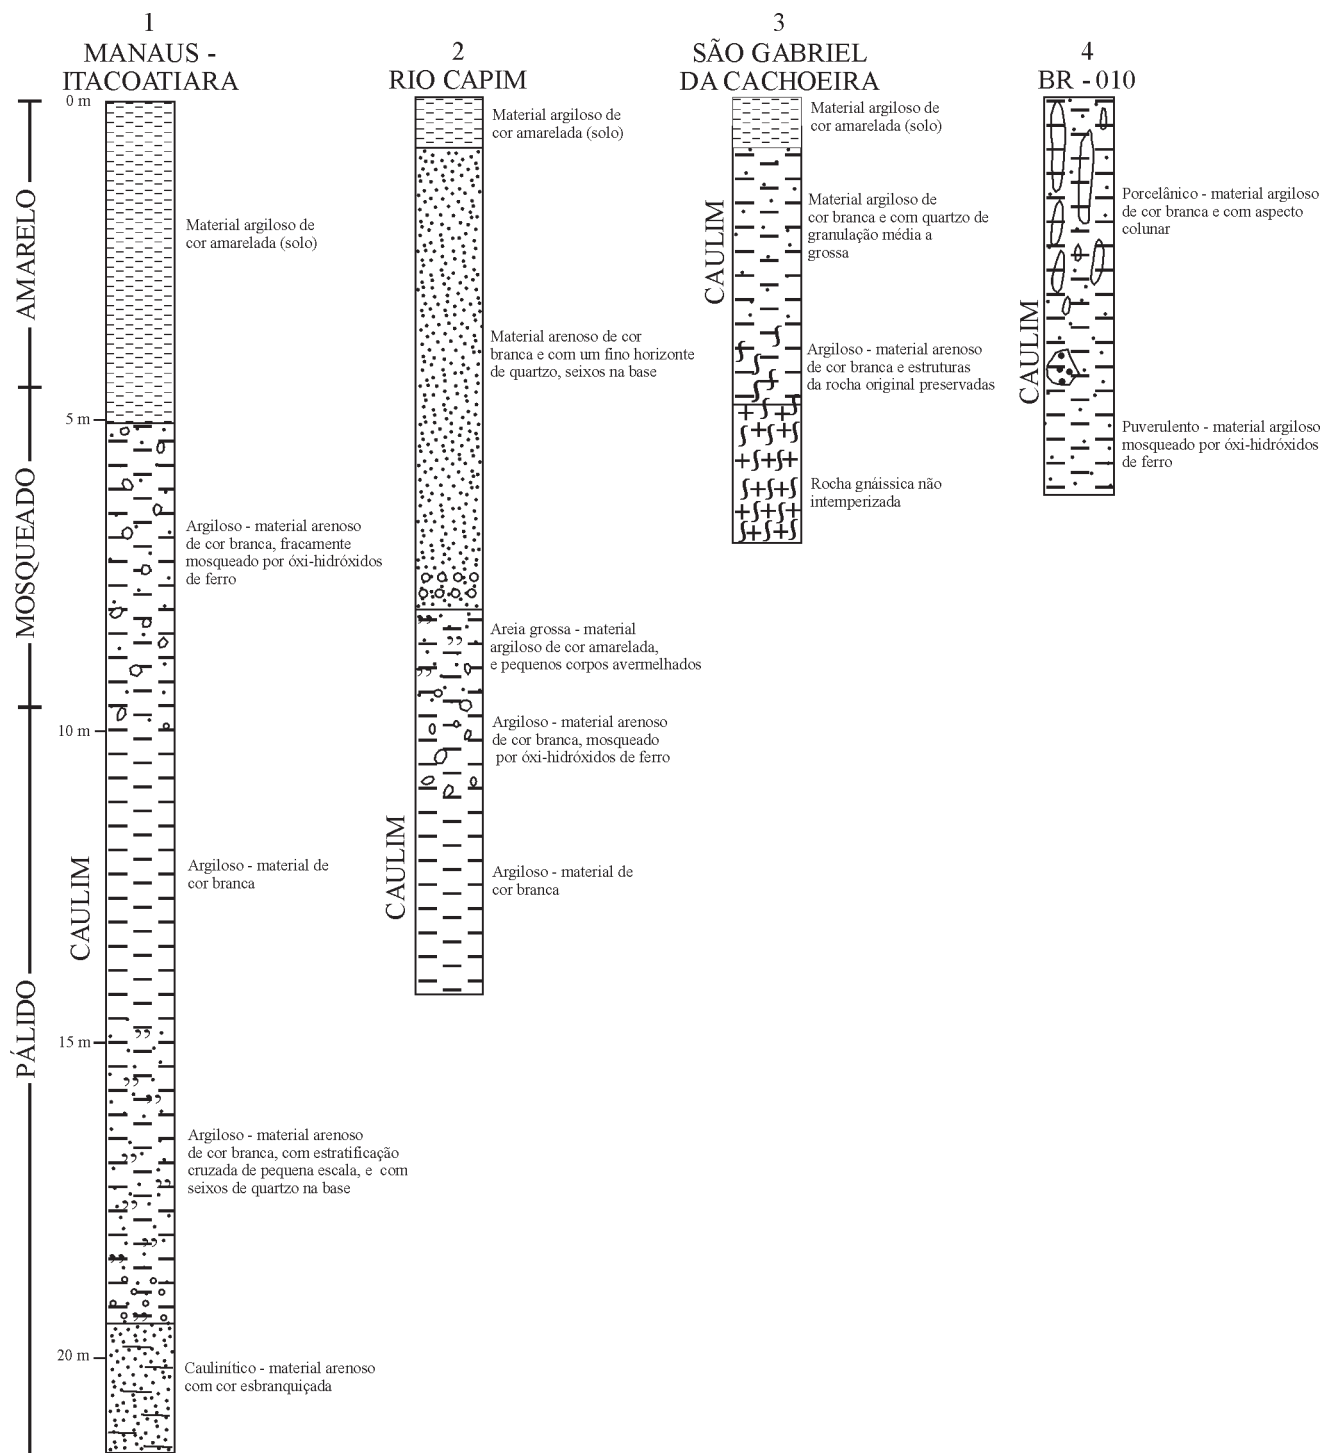 1
MANAUS -
ITACOATIARA
2
RIO CAPIM
3
SÃO GABRIEL
DA CACHOEIRA
4
BR - 010
AMARELO
MOSQUEADO
PÁLIDO
0 m
5 m
10 m
15 m
20 m
CAULIM
Material argiloso de
cor amarelada (solo)
Argiloso - material arenoso
de cor branca, fracamente
mosqueado por óxi-hidróxidos
de ferro
Argiloso - material de
cor branca
Argiloso - material arenoso
de cor branca, com estratificação
cruzada de pequena escala, e com
seixos de quartzo na base
Caulinítico - material arenoso
com cor esbranquiçada
CAULIM
Material argiloso de
cor amarelada (solo)
Material arenoso de cor
branca e com um fino horizonte
de quartzo, seixos na base
Areia grossa - material
argiloso de cor amarelada,
e pequenos corpos avermelhados
Argiloso - material arenoso
de cor branca, mosqueado
por óxi-hidróxidos de ferro
Argiloso - material de
cor branca
CAULIM
Material argiloso de
cor amarelada (solo)
Material argiloso de
cor branca e com quartzo de
granulação média a
grossa
Argiloso - material arenoso
de cor branca e estruturas
da rocha original preservadas
Rocha gnáissica não
intemperizada
CAULIM
Porcelânico - material argiloso
de cor branca e com aspecto
colunar
Puverulento - material argiloso
mosqueado por óxi-hidróxidos
de ferro